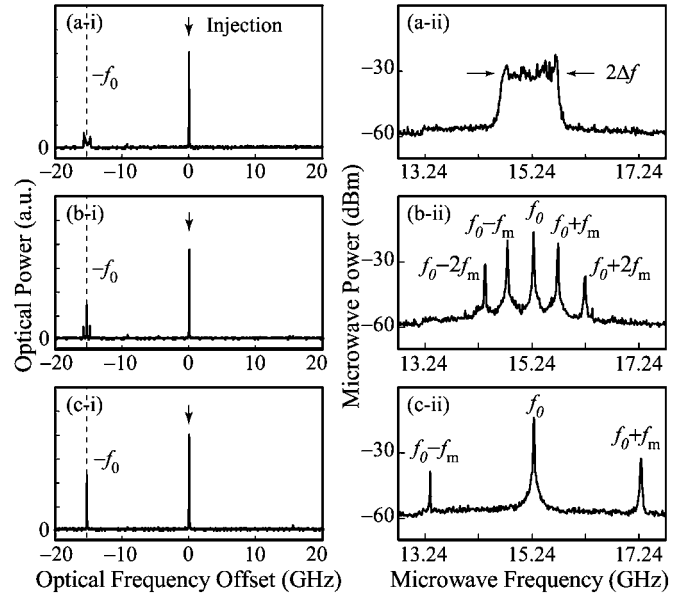 (a-i)
Injection
−f0
0
−20 −10 0 10 20
(a-ii)
−30
2Δf
−60
13.24 15.24 17.24
(b-i)
−f0
0
−20 −10 0 10 20
(b-ii)
f0
f0−fm f0+fm
−30
f0−2fm f0+2fm
−60
13.24 15.24 17.24
(c-i)
−f0
0
−20 −10 0 10 20
(c-ii)
f0
f0−fm f0+fm
−30
−60
13.24 15.24 17.24
Optical Power (a.u.)
Microwave Power (dBm)
Optical Frequency Offset (GHz)
Microwave Frequency (GHz)